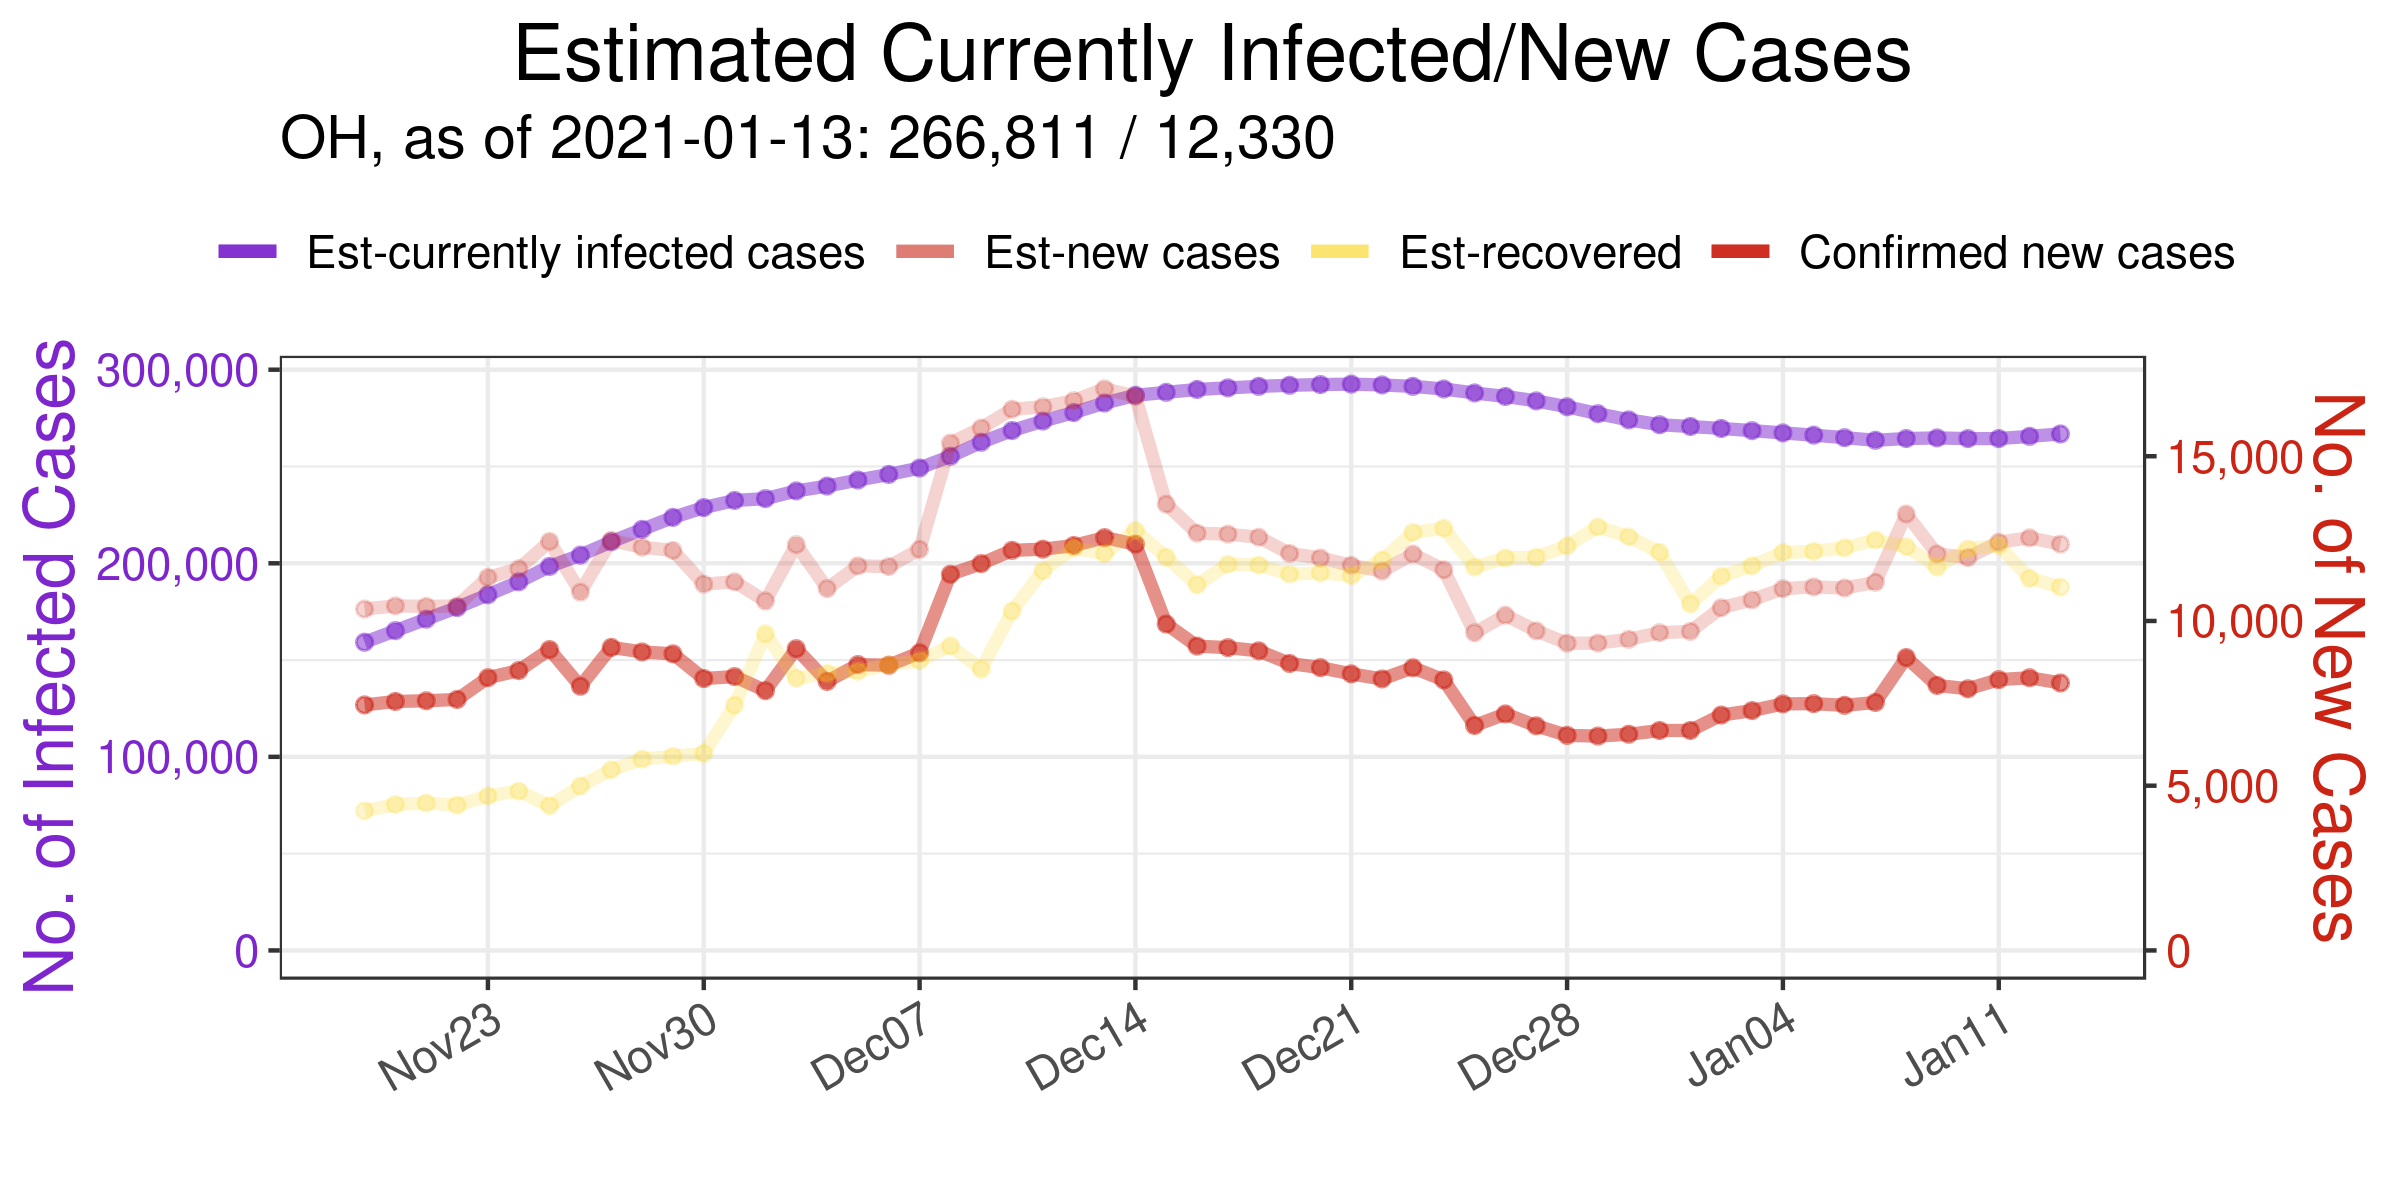 Estimated Currently Infected/New Cases
OH, as of 2021-01-13: 266,811 / 12,330
Est-currently infected cases Est-new cases Est-recovered Confirmed new cases
No. of Infected Cases
300,000
200,000
100,000
0
15,000
10,000
5,000
0
No. of New Cases
Nov23 Nov30 Dec07 Dec14 Dec21 Dec28 Jan04 Jan11